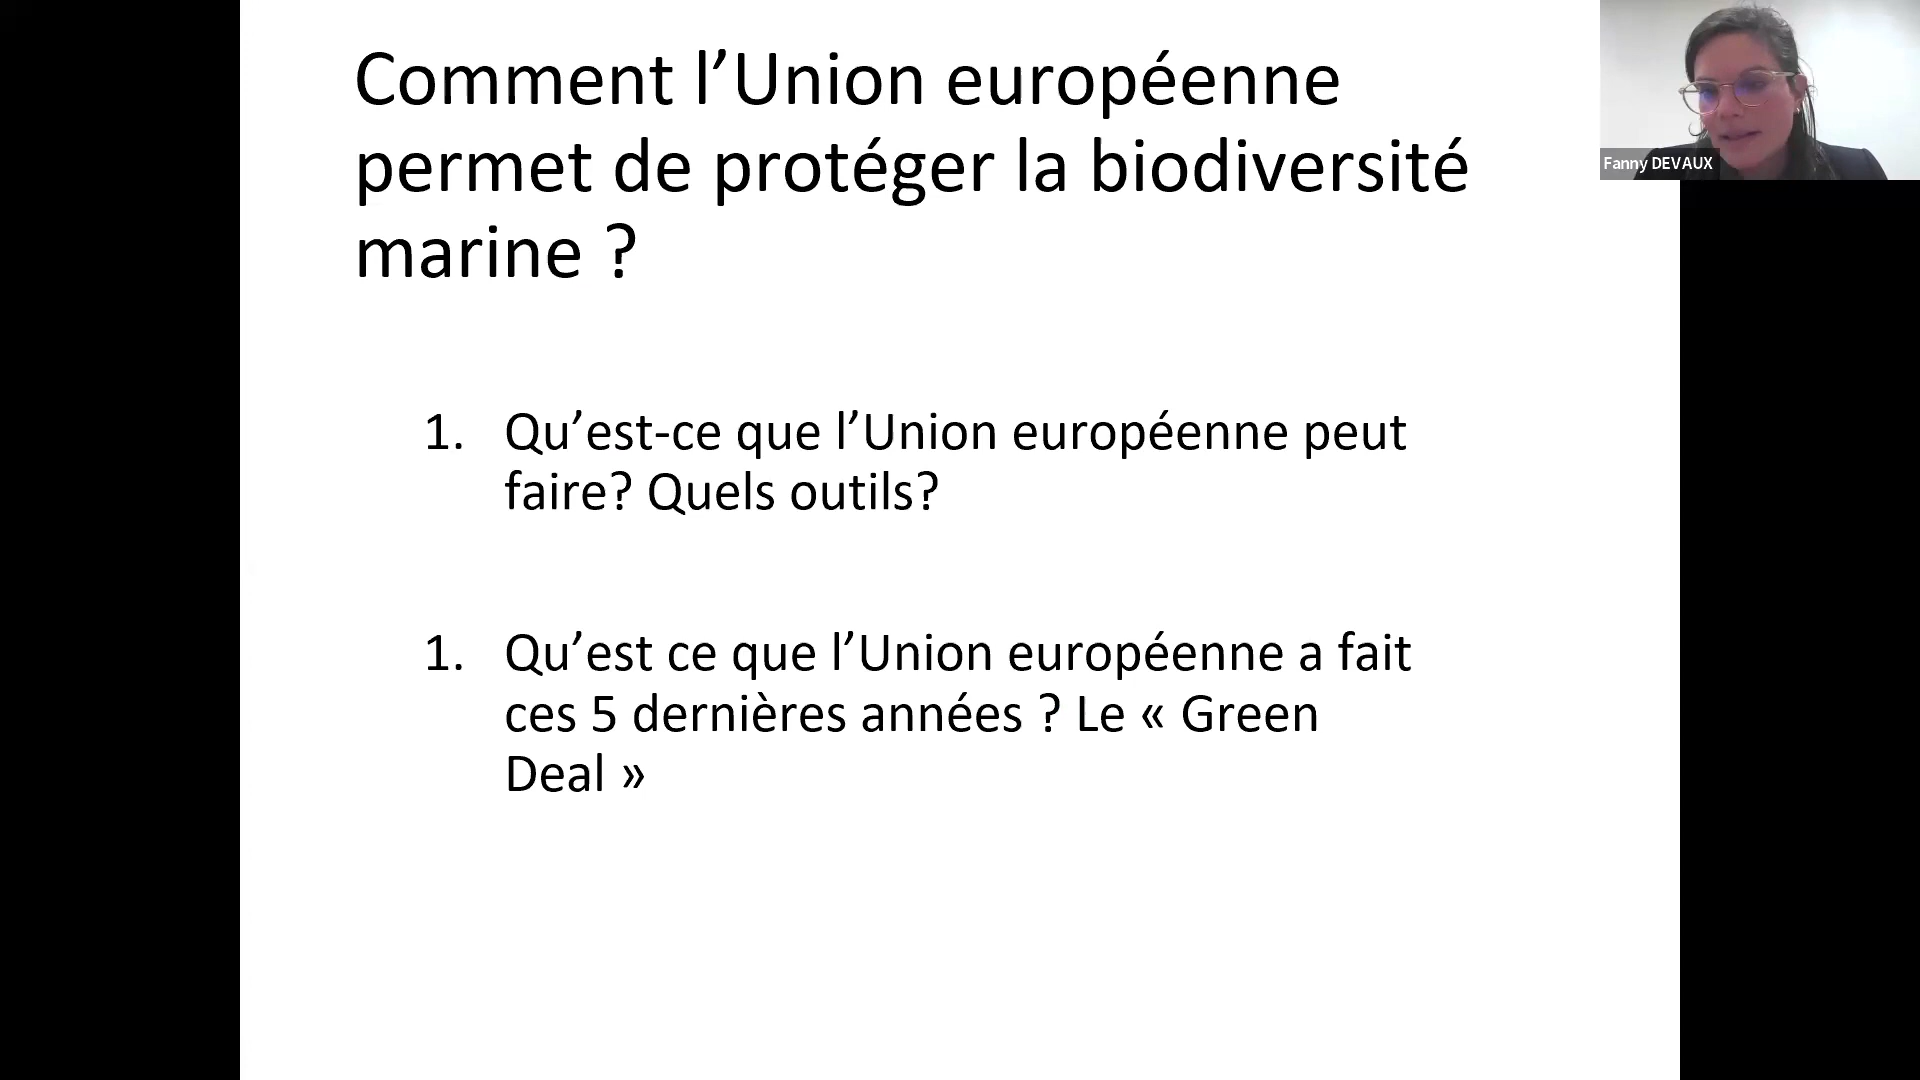 Comment l’Union européenne
permet de protéger la biodiversité
marine ?
Fanny DEVAUX
1. Qu’est-ce que l’Union européenne peut
faire? Quels outils?
1. Qu’est ce que l’Union européenne a fait
ces 5 dernières années ? Le « Green
Deal »